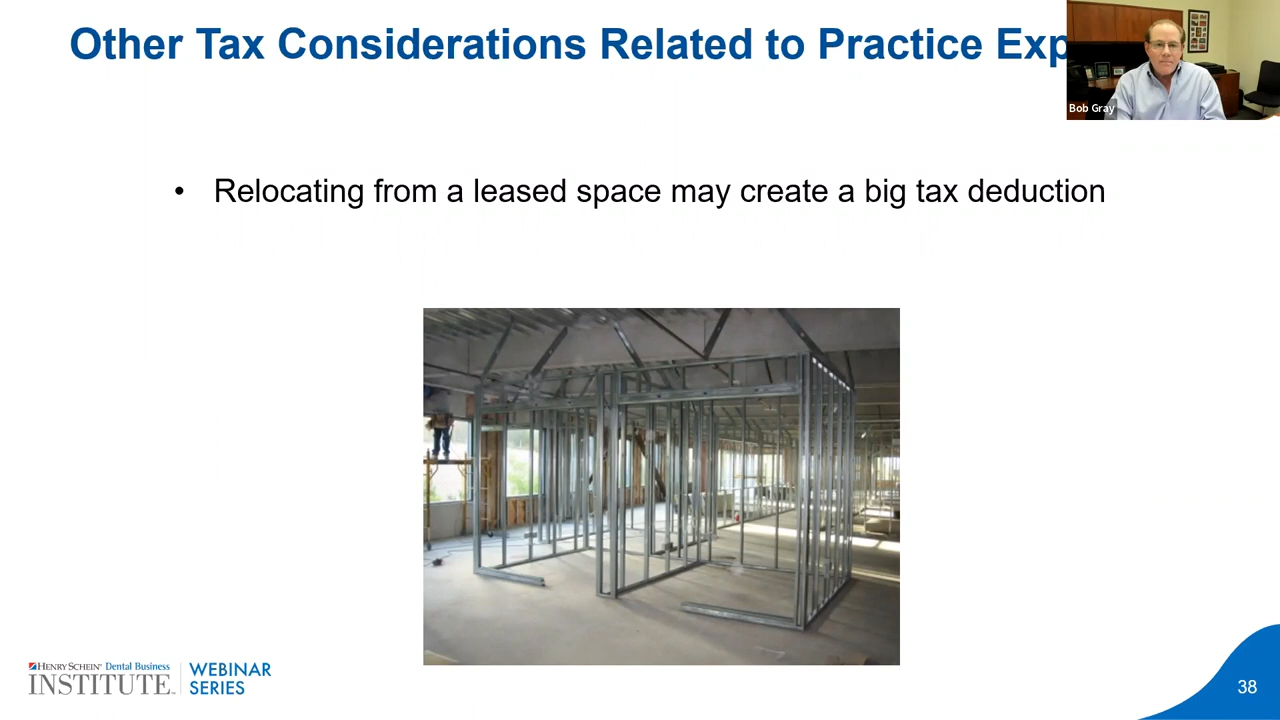 Other Tax Considerations Related to Practice Exp
Bob Gray
• Relocating from a leased space may create a big tax deduction
HENRY SCHEIN® Dental Business
INSTITUTE™
WEBINAR
SERIES
38